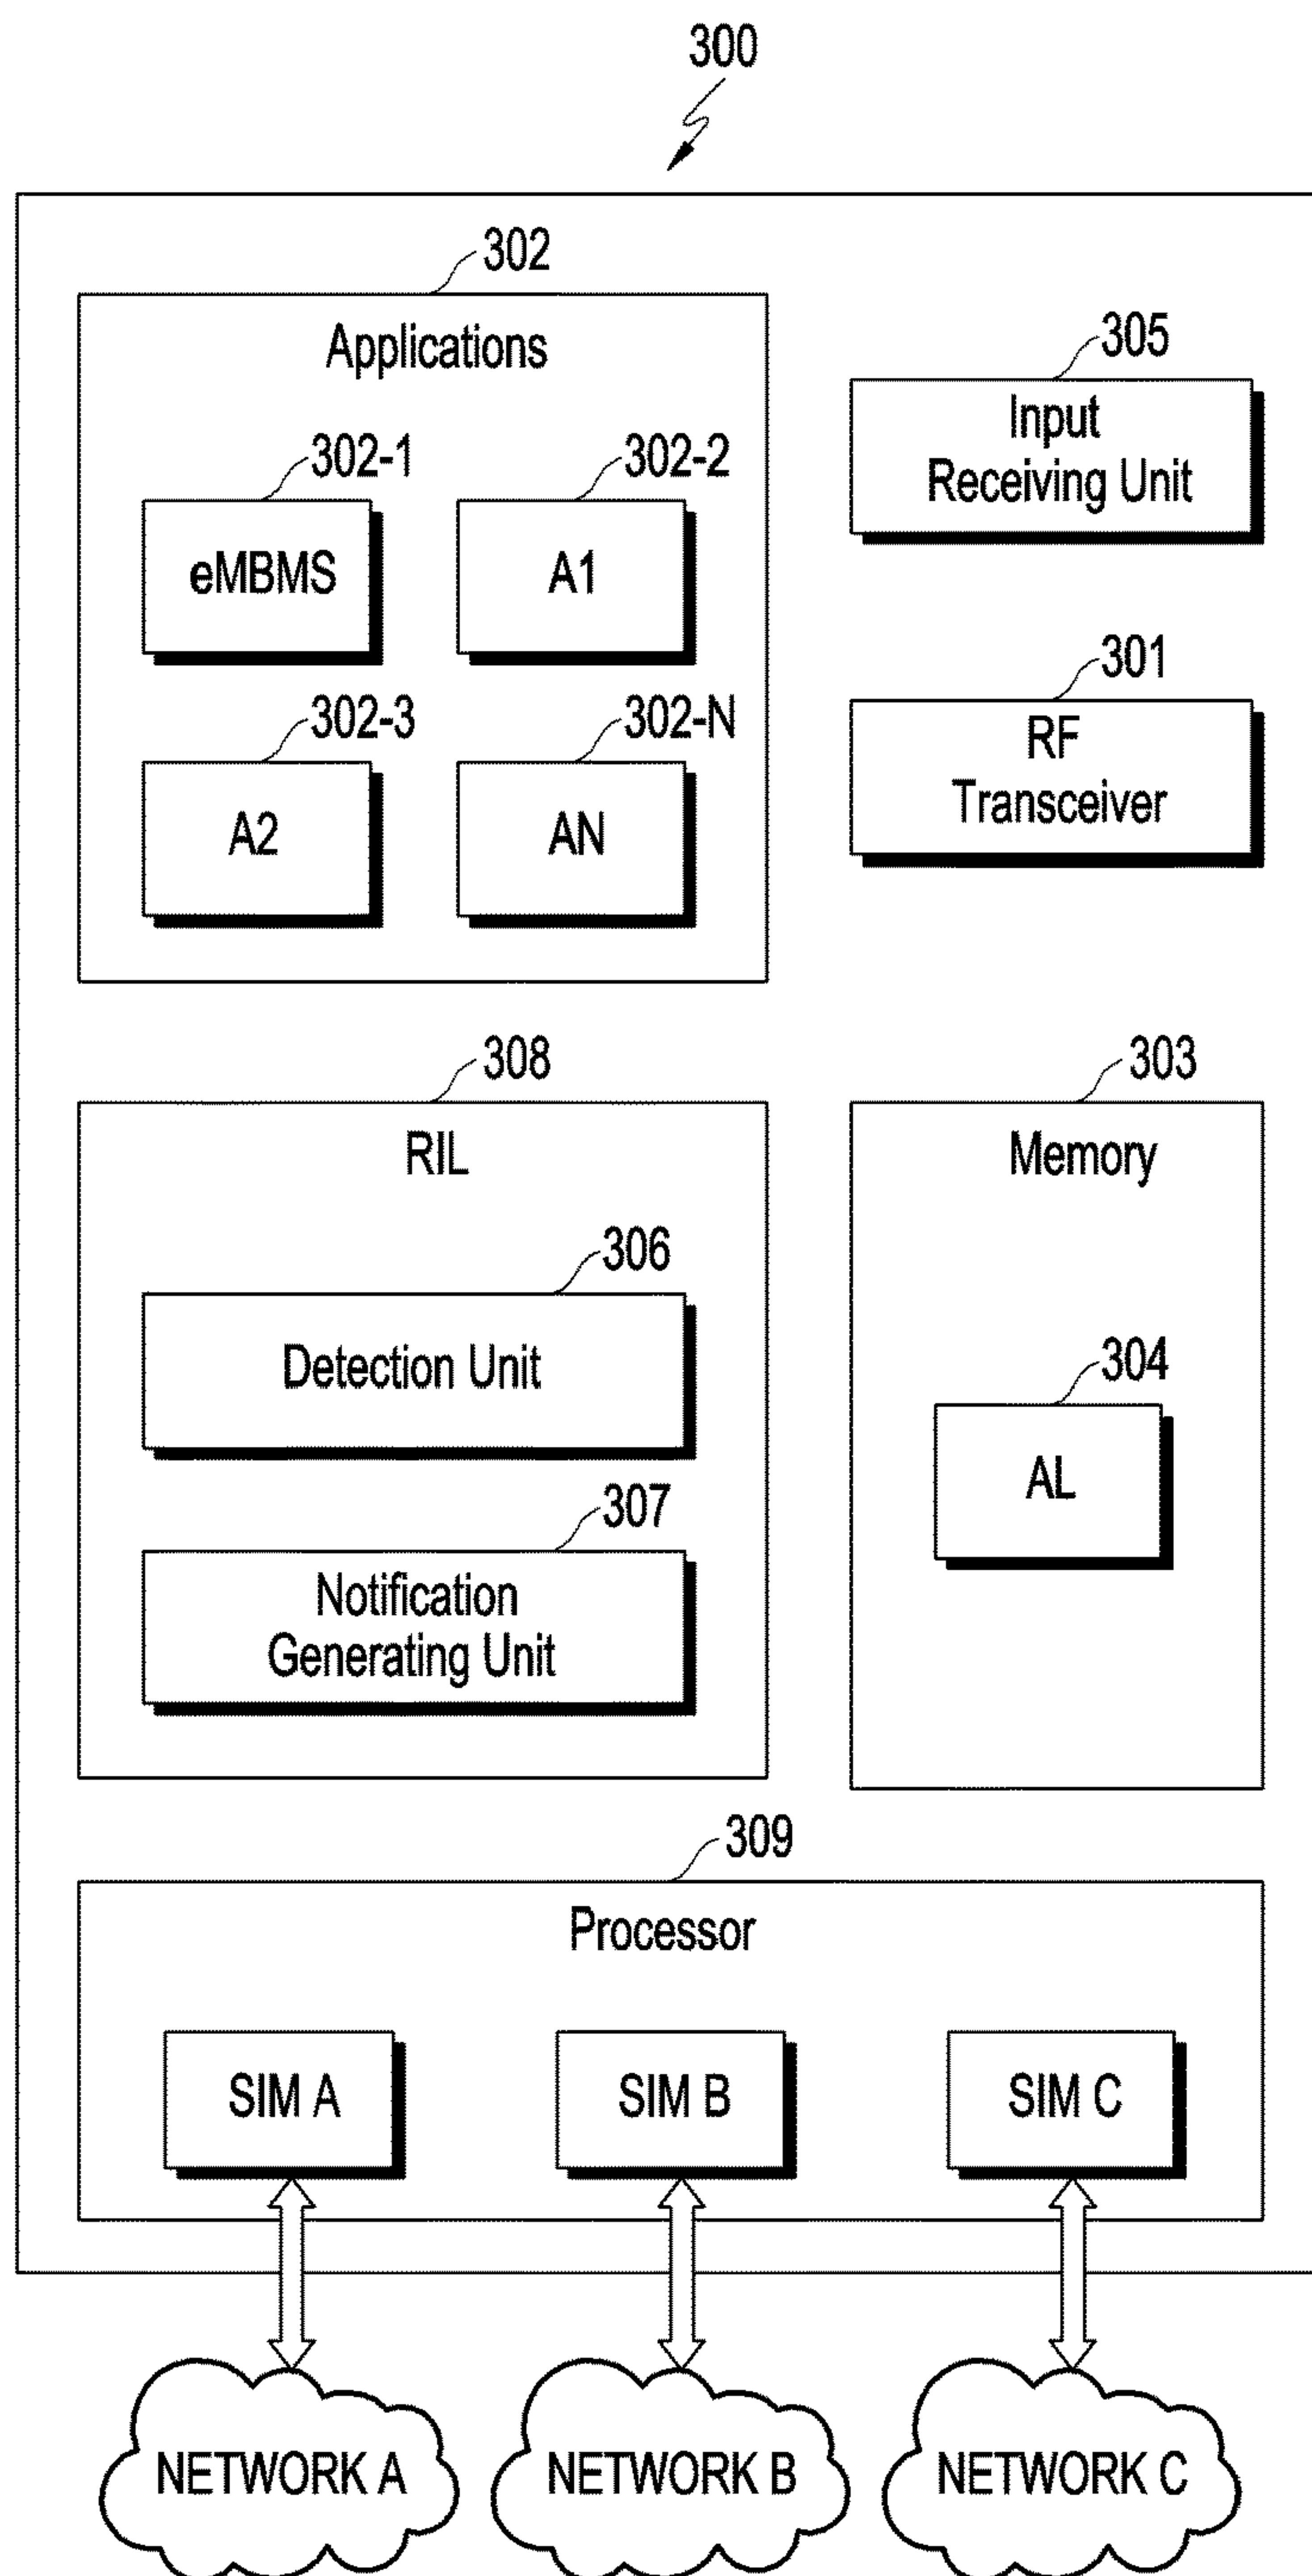 300
302
Applications
305
Input
Receiving Unit
302-1
302-2
eMBMS
A1
301
RF
Transceiver
302-3
302-N
A2
AN
308
RIL
303
Memory
306
Detection Unit
304
AL
307
Notification
Generating Unit
309
Processor
SIM A
SIM B
SIM C
NETWORK A
NETWORK B
NETWORK C